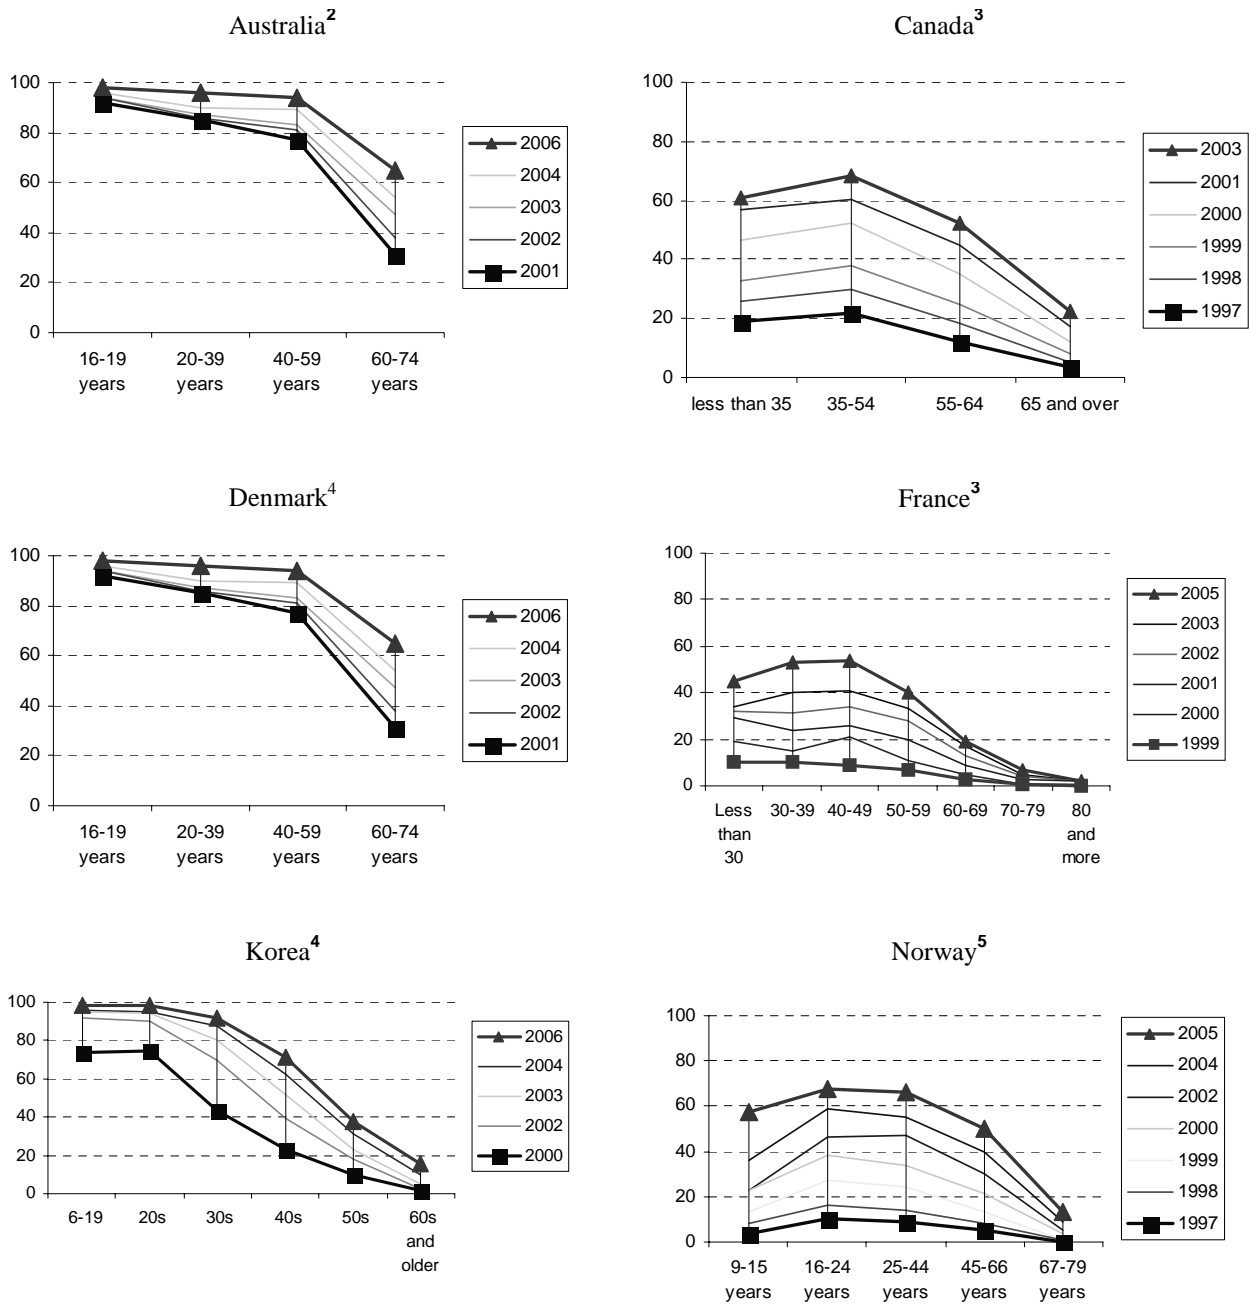 Australia²
100
80
60
40
20
0
16-19 years
20-39 years
40-59 years
60-74 years
2006
2004
2003
2002
2001
Canada³
100
80
60
40
20
0
less than 35
35-54
55-64
65 and over
2003
2001
2000
1999
1998
1997
Denmark⁴
100
80
60
40
20
0
16-19 years
20-39 years
40-59 years
60-74 years
2006
2004
2003
2002
2001
France³
100
80
60
40
20
0
Less than 30
30-39
40-49
50-59
60-69
70-79
80 and more
2005
2003
2002
2001
2000
1999
Korea⁴
100
80
60
40
20
0
6-19
20s
30s
40s
50s
60s and older
2006
2004
2003
2002
2000
Norway⁵
100
80
60
40
20
0
9-15 years
16-24 years
25-44 years
45-66 years
67-79 years
2005
2004
2002
2000
1999
1998
1997